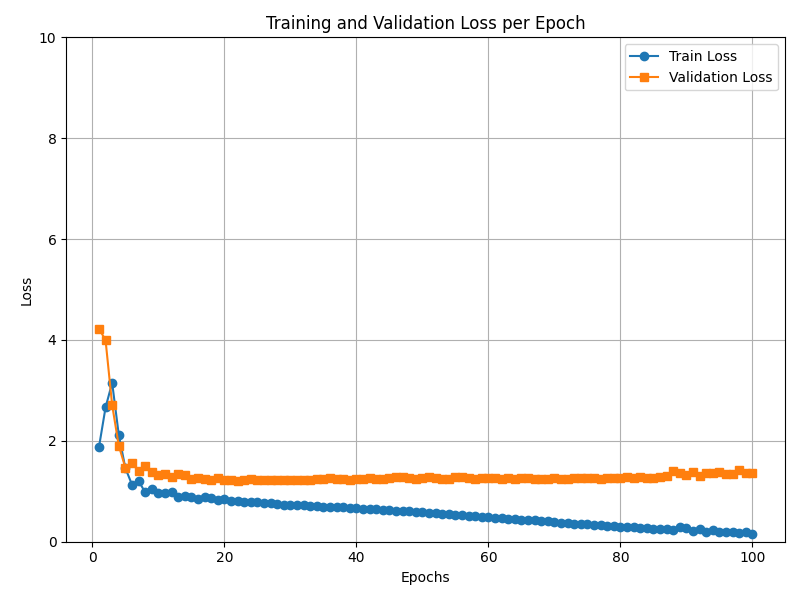 Training and Validation Loss per Epoch
Train Loss
Validation Loss
10
8
6
4
2
0
Loss
0 20 40 60 80 100
Epochs